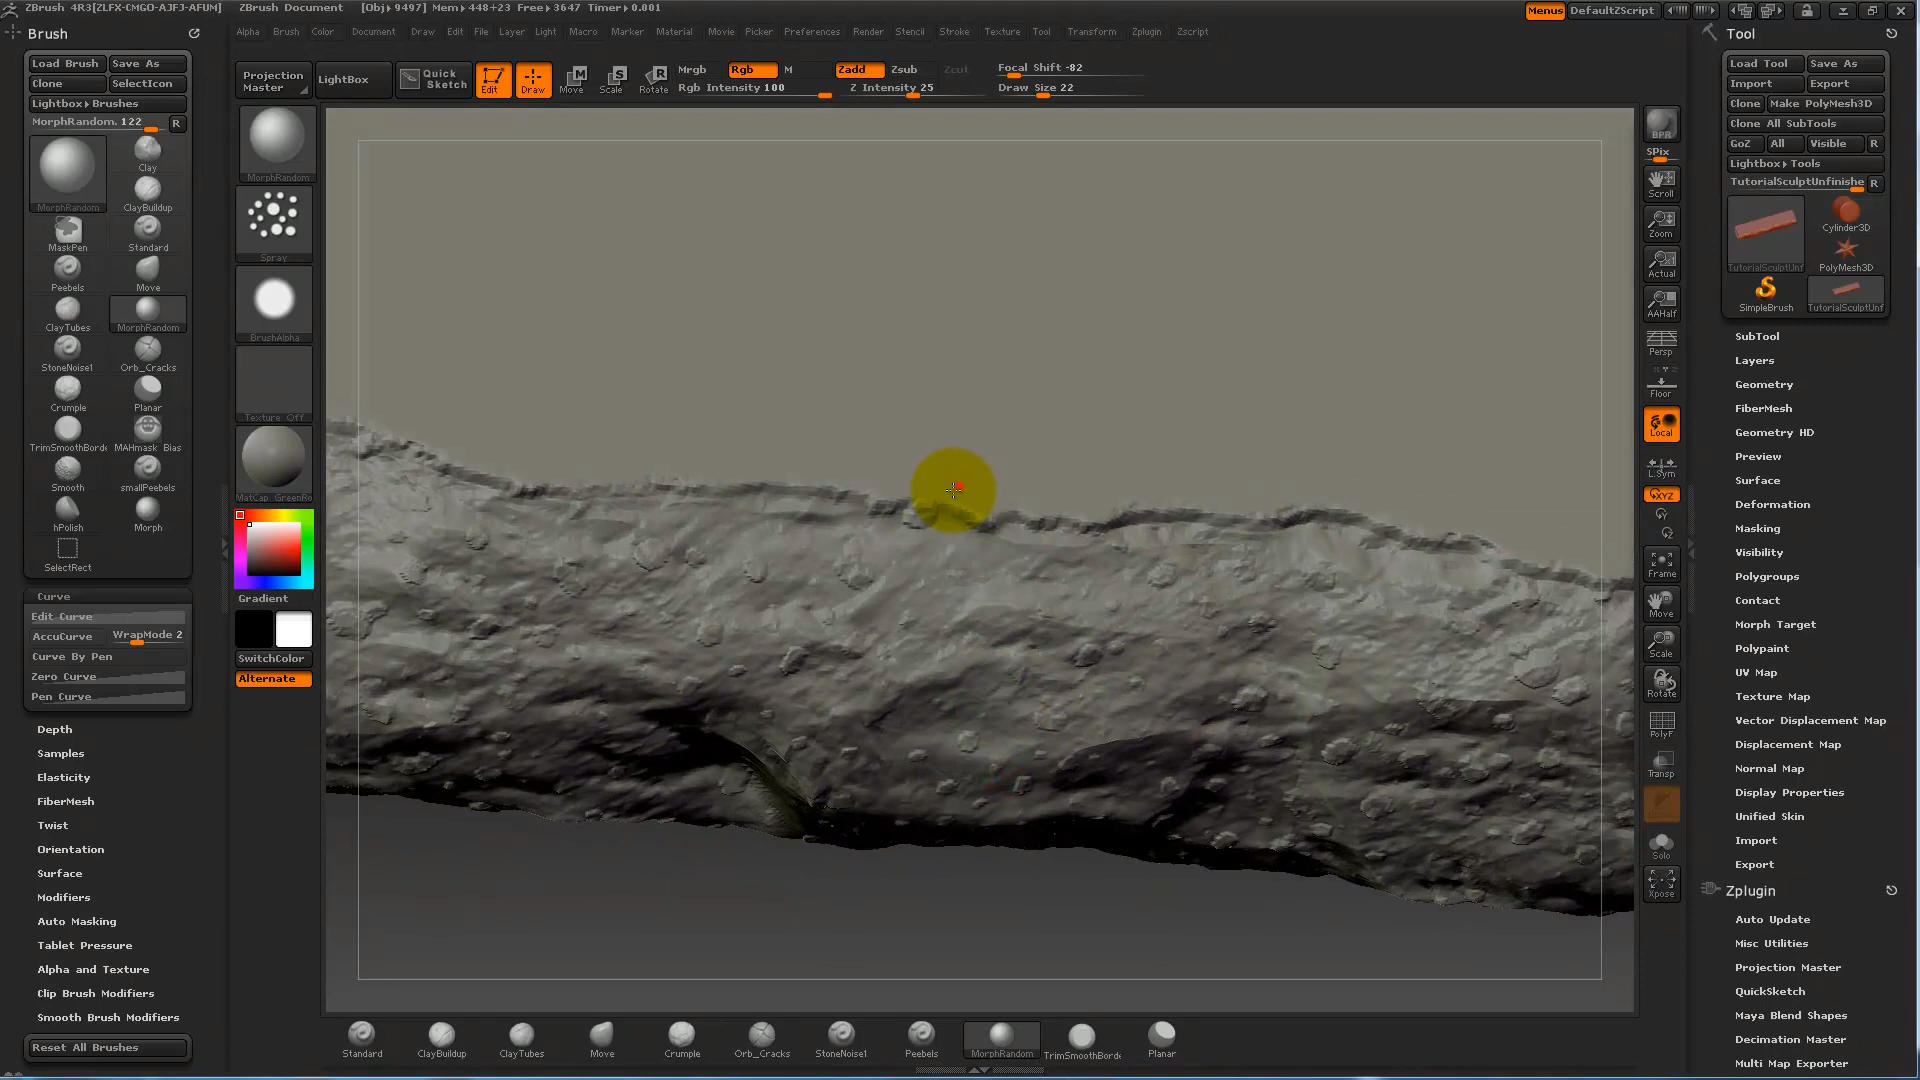 ZBrush 4R3[ZLFX-CMGO-AJFJ-AFUM] ZBrush Document [Obj▸ 9497] Mem▸448+23 Free▸3647 Timer▸0.001 Menus DefaultZScript
Alpha Brush Color Document Draw Edit File Layer Light Macro Marker Material Movie Picker Preferences Render Stencil Stroke Texture Tool Transform Zplugin Zscript
Brush
Load Brush Save As
Clone SelectIcon
Lightbox▸Brushes
MorphRandom. 122 R
MorphRandom Clay
ClayBuildup
MaskPen Standard
Peebels Move
ClayTubes MorphRandom
StoneNoise1 Orb_Cracks
Crumple Planar
TrimSmoothBorde MAHmask_Bias
Smooth smallPeebels
hPolish Morph
SelectRect
Curve
Edit Curve
AccuCurve WrapMode 2
Curve By Pen
Zero Curve
Pen Curve
Depth
Samples
Elasticity
FiberMesh
Twist
Orientation
Surface
Modifiers
Auto Masking
Tablet Pressure
Alpha and Texture
Clip Brush Modifiers
Smooth Brush Modifiers
Reset All Brushes
Projection Master LightBox Quick Sketch Edit Draw Move Scale Rotate
Mrgb Rgb M Zadd Zsub Zcut Focal Shift -82
Rgb Intensity 100 Z Intensity 25 Draw Size 22
MorphRandom
Spray
BrushAlpha
Texture Off
MatCap_GreenRo
Gradient
SwitchColor
Alternate
BPR
SPix
Scroll
Zoom
Actual
AAHalf
Persp
Floor
Local
L.Sym
XYZ
Frame
Move
Scale
Rotate
PolyF
Transp
Solo
Xpose
Standard ClayBuildup ClayTubes Move Crumple Orb_Cracks StoneNoise1 Peebels MorphRandom TrimSmoothBorde Planar
Tool
Load Tool Save As
Import Export
Clone Make PolyMesh3D
Clone All SubTools
GoZ All Visible R
Lightbox▸Tools
TutorialSculptUnfinishe R
TutorialSculptUnf Cylinder3D
PolyMesh3D
SimpleBrush TutorialSculptUnf
SubTool
Layers
Geometry
FiberMesh
Geometry HD
Preview
Surface
Deformation
Masking
Visibility
Polygroups
Contact
Morph Target
Polypaint
UV Map
Texture Map
Vector Displacement Map
Displacement Map
Normal Map
Display Properties
Unified Skin
Import
Export
Zplugin
Auto Update
Misc Utilities
Projection Master
QuickSketch
Maya Blend Shapes
Decimation Master
Multi Map Exporter